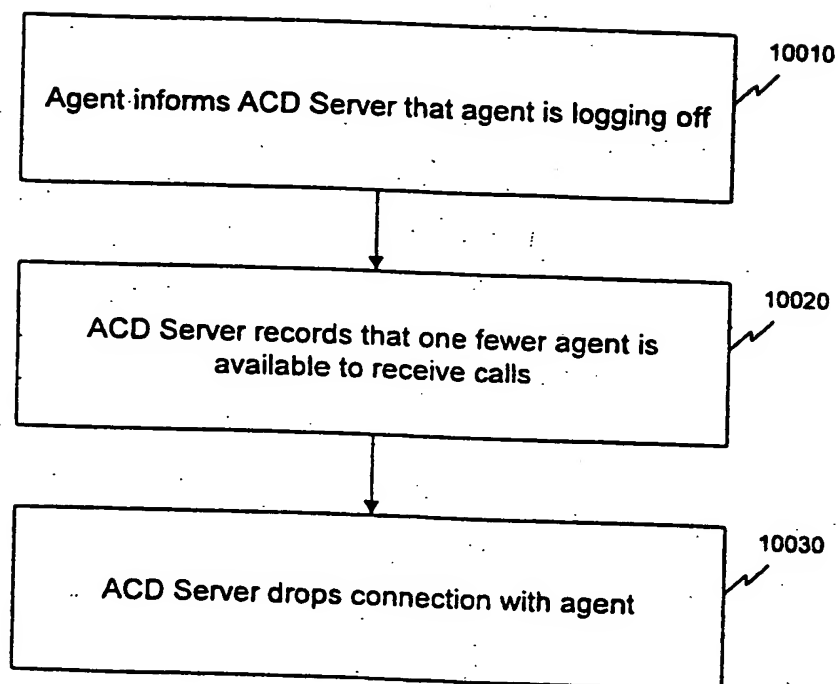 10010
Agent informs ACD Server that agent is logging off
10020
ACD Server records that one fewer agent is
available to receive calls
10030
ACD Server drops connection with agent